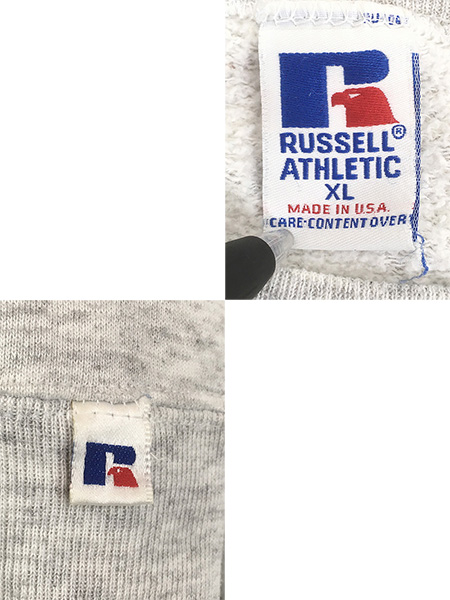 RUSSELL®
ATHLETIC
XL
MADE IN U.S.A.
CARE-CONTENT OVER